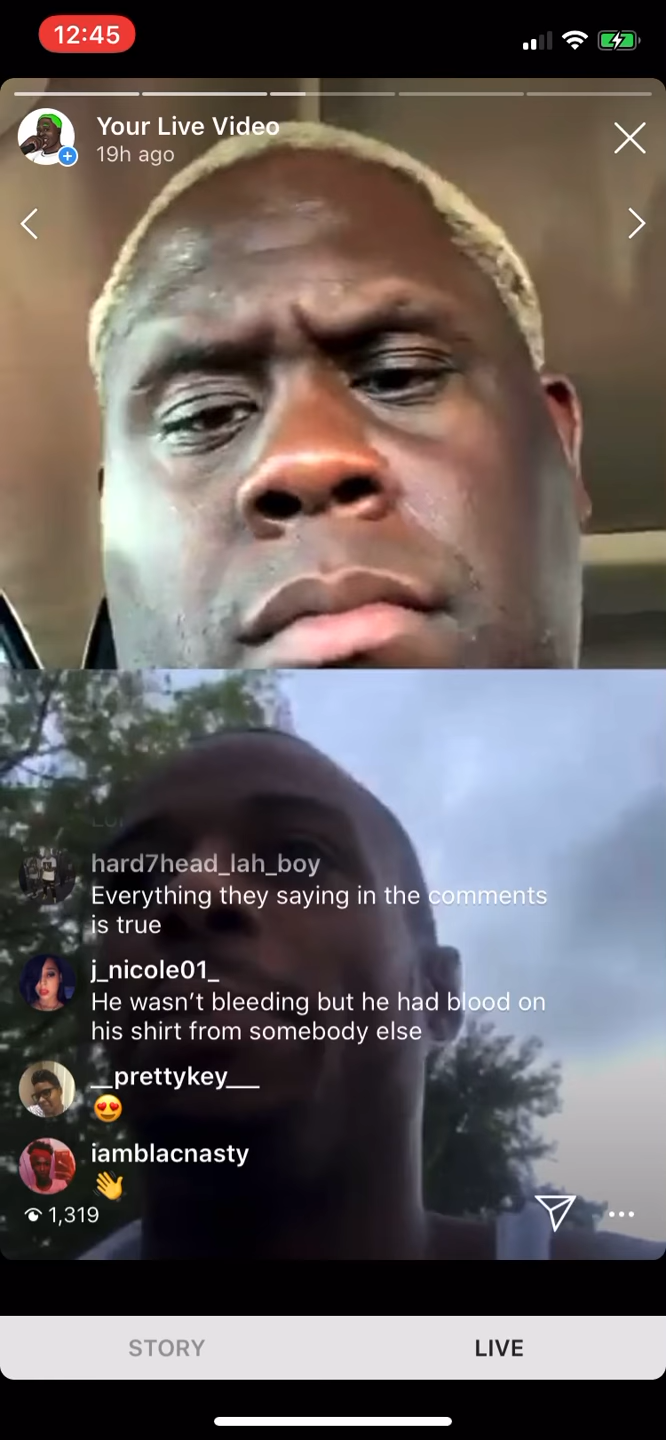 12:45
Your Live Video
19h ago
hard7head_lah_boy
Everything they saying in the comments
is true
j_nicole01_
He wasn’t bleeding but he had blood on
his shirt from somebody else
__prettykey___
😍
iamblacnasty
👋
1,319
STORY
LIVE